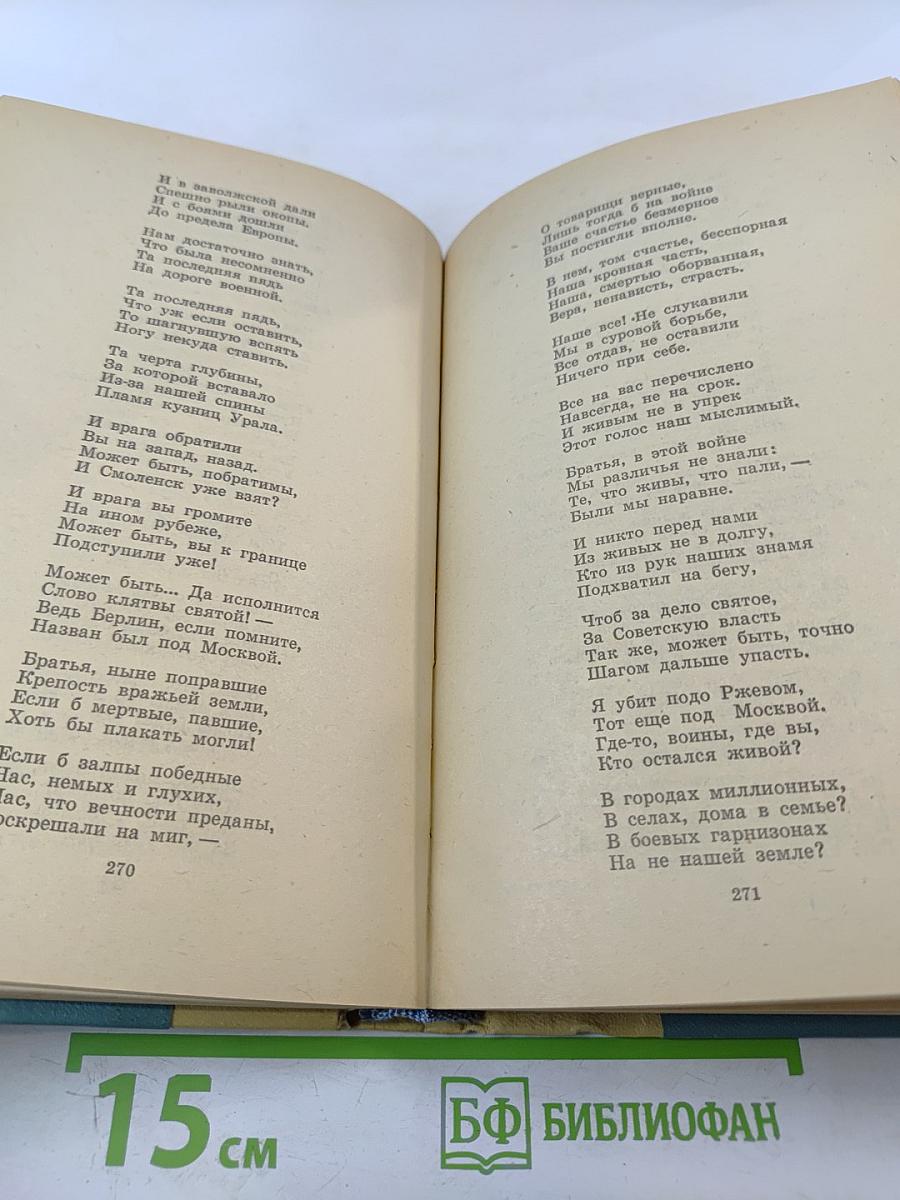 И в заволжской дали
Спешно рыли окопы,
И с боями дошли
До предела Европы.
Нам достаточно знать,
Что была несомненно
Та последняя пядь
На дороге военной.
Та последняя пядь,
Что уж если оставить,
То шагнувшую вспять
Ногу некуда ставить.
Та черта глубины,
За которой вставало
Из-за нашей спины
Пламя кузниц Урала.
И врага обратили
Вы на запад, назад.
Может быть, побратимы,
И Смоленск уже взят?
И врага вы громите
На ином рубеже,
Может быть, вы к границе
Подступили уже!
Может быть... Да исполнится
Слово клятвы святой! —
Ведь Берлин, если помните,
Назван был под Москвой.
Братья, ныне поправшие
Крепость вражьей земли,
Если б мертвые, павшие,
Хоть бы плакать могли!
Если б залпы победные
Нас, немых и глухих,
Нас, что вечности преданы,
оскрешали на миг, —
270
О товарищи верные,
Лишь тогда б на войне
Ваше счастье безмерное
Вы постигли вполне.
В нем, том счастье, бесспорная
Наша кровная часть,
Наша, смертью оборванная,
Вера, ненависть, страсть.
Наше все! Не слукавили
Мы в суровой борьбе,
Все отдав, не оставили
Ничего при себе.
Все на вас перечислено
Навсегда, не на срок.
И живым не в упрек
Этот голос наш мыслимый.
Братья, в этой войне
Мы различья не знали:
Те, что живы, что пали, —
Были мы наравне.
И никто перед нами
Из живых не в долгу,
Кто из рук наших знамя
Подхватил на бегу,
Чтоб за дело святое,
За Советскую власть
Так же, может быть, точно
Шагом дальше упасть.
Я убит подо Ржевом,
Тот еще под Москвой.
Где-то, воины, где вы,
Кто остался живой?
В городах миллионных,
В селах, дома в семье?
В боевых гарнизонах
На не нашей земле?
271
15 см
БФ БИБЛИОФАН